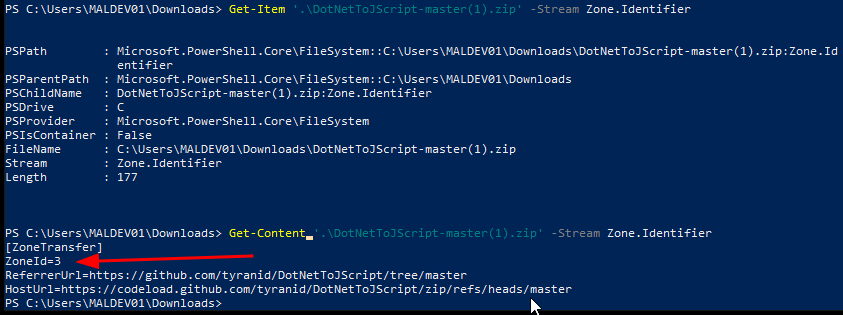 PS C:\Users\MALDEV01\Downloads> Get-Item '.\DotNetToJScript-master(1).zip' -Stream Zone.Identifier
PSPath        : Microsoft.PowerShell.Core\FileSystem::C:\Users\MALDEV01\Downloads\DotNetToJScript-master(1).zip:Zone.Id
                entifier
PSParentPath  : Microsoft.PowerShell.Core\FileSystem::C:\Users\MALDEV01\Downloads
PSChildName   : DotNetToJScript-master(1).zip:Zone.Identifier
PSDrive       : C
PSProvider    : Microsoft.PowerShell.Core\FileSystem
PSIsContainer : False
FileName      : C:\Users\MALDEV01\Downloads\DotNetToJScript-master(1).zip
Stream        : Zone.Identifier
Length        : 177
PS C:\Users\MALDEV01\Downloads> Get-Content '.\DotNetToJScript-master(1).zip' -Stream Zone.Identifier
[ZoneTransfer]
ZoneId=3
ReferrerUrl=https://github.com/tyranid/DotNetToJScript/tree/master
HostUrl=https://codeload.github.com/tyranid/DotNetToJScript/zip/refs/heads/master
PS C:\Users\MALDEV01\Downloads>